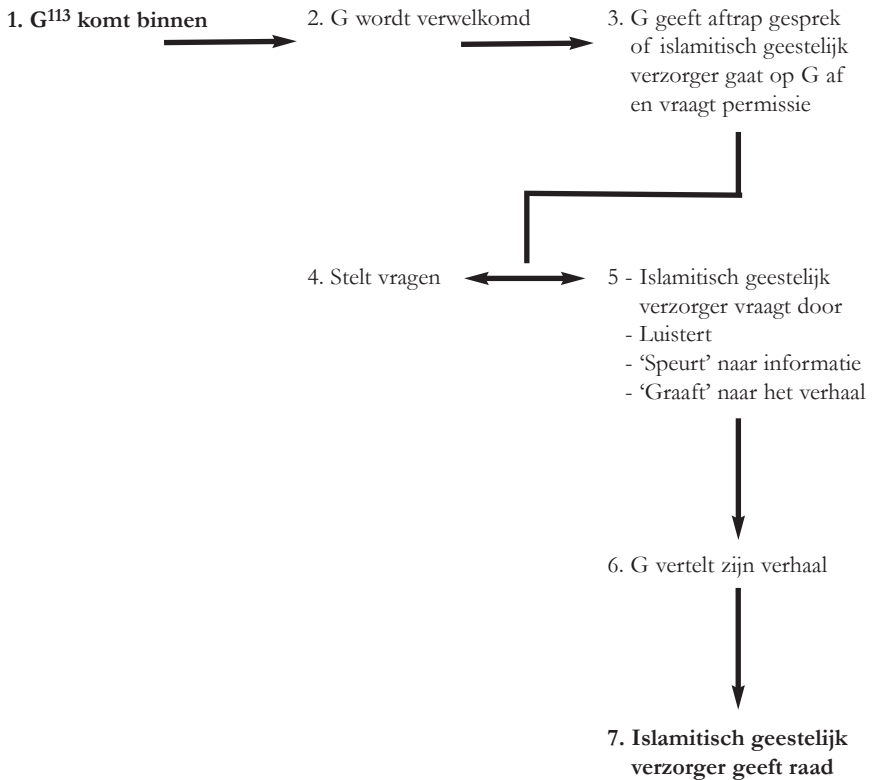 1. G113 komt binnen
2. G wordt verwelkomd
3. G geeft aftrap gesprek
of islamitisch geestelijk
verzorger gaat op G af
en vraagt permissie
4. Stelt vragen
5 - Islamitisch geestelijk
verzorger vraagt door
- Luistert
- ‘Speurt’ naar informatie
- ‘Graaft’ naar het verhaal
6. G vertelt zijn verhaal
7. Islamitisch geestelijk
verzorger geeft raad